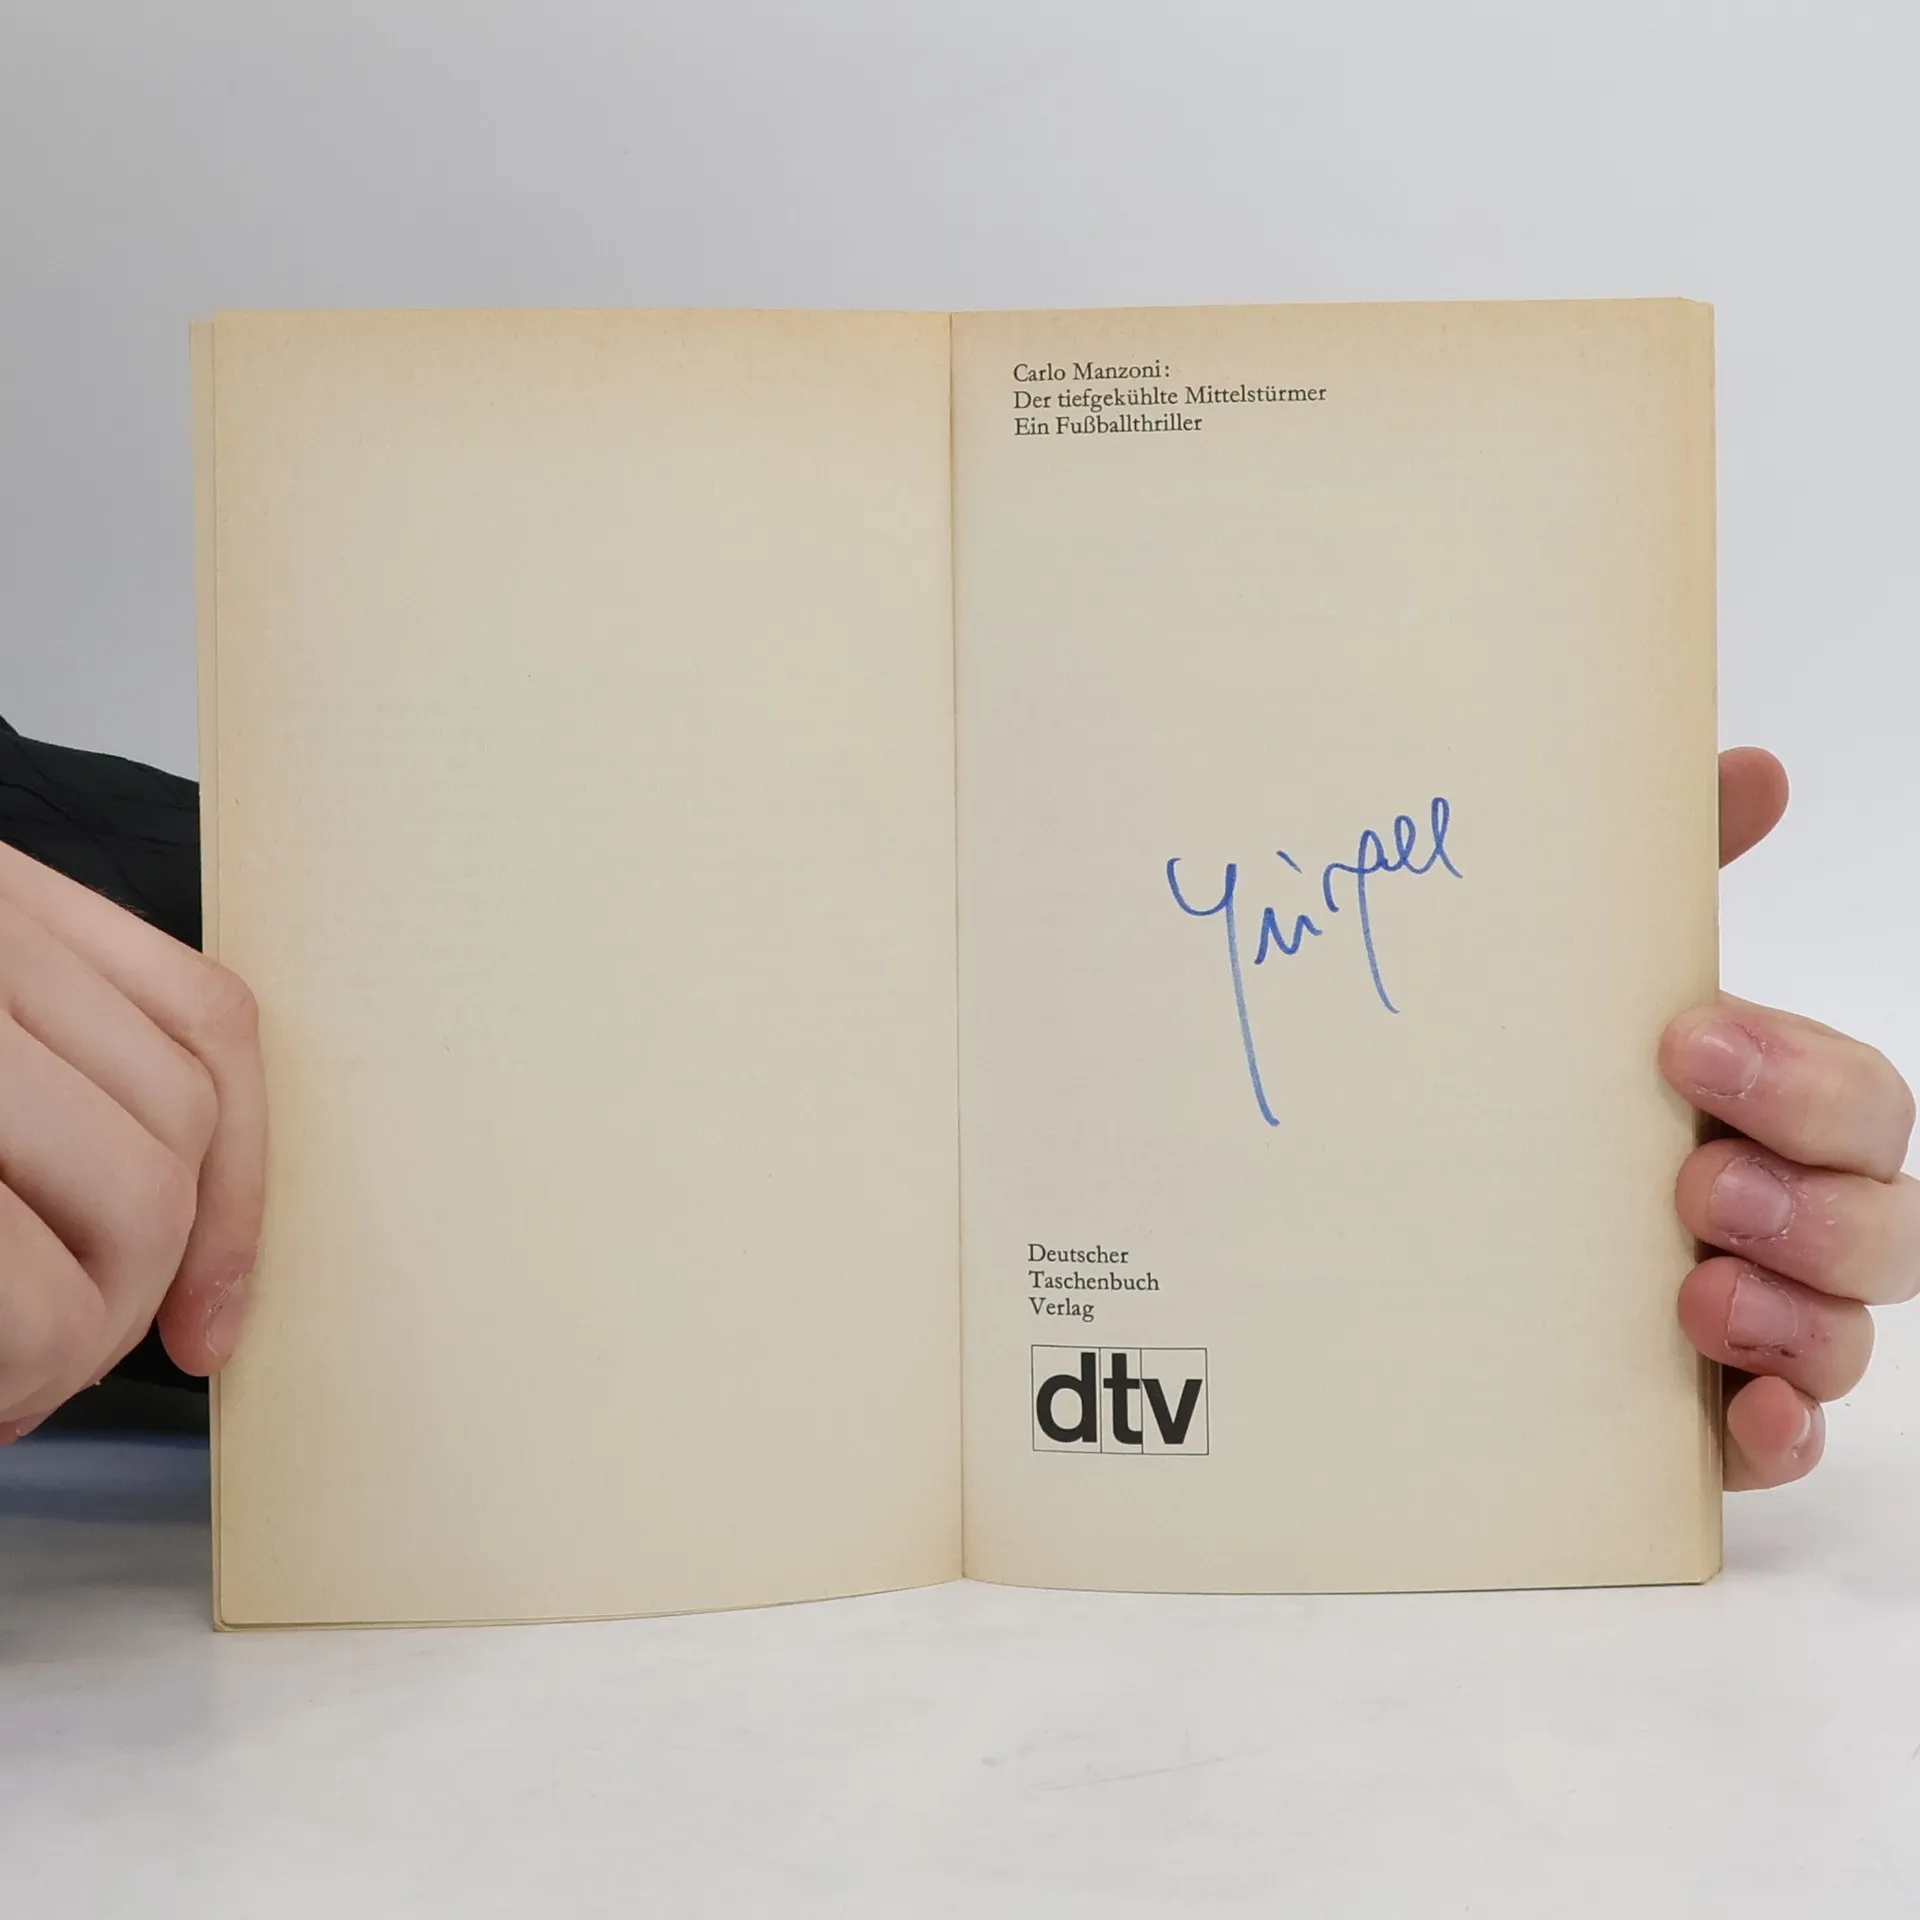 Carlo Manzoni:
Der tiefgekühlte Mittelstürmer
Ein Fußballthriller
Deutscher
Taschenbuch
Verlag
dtv